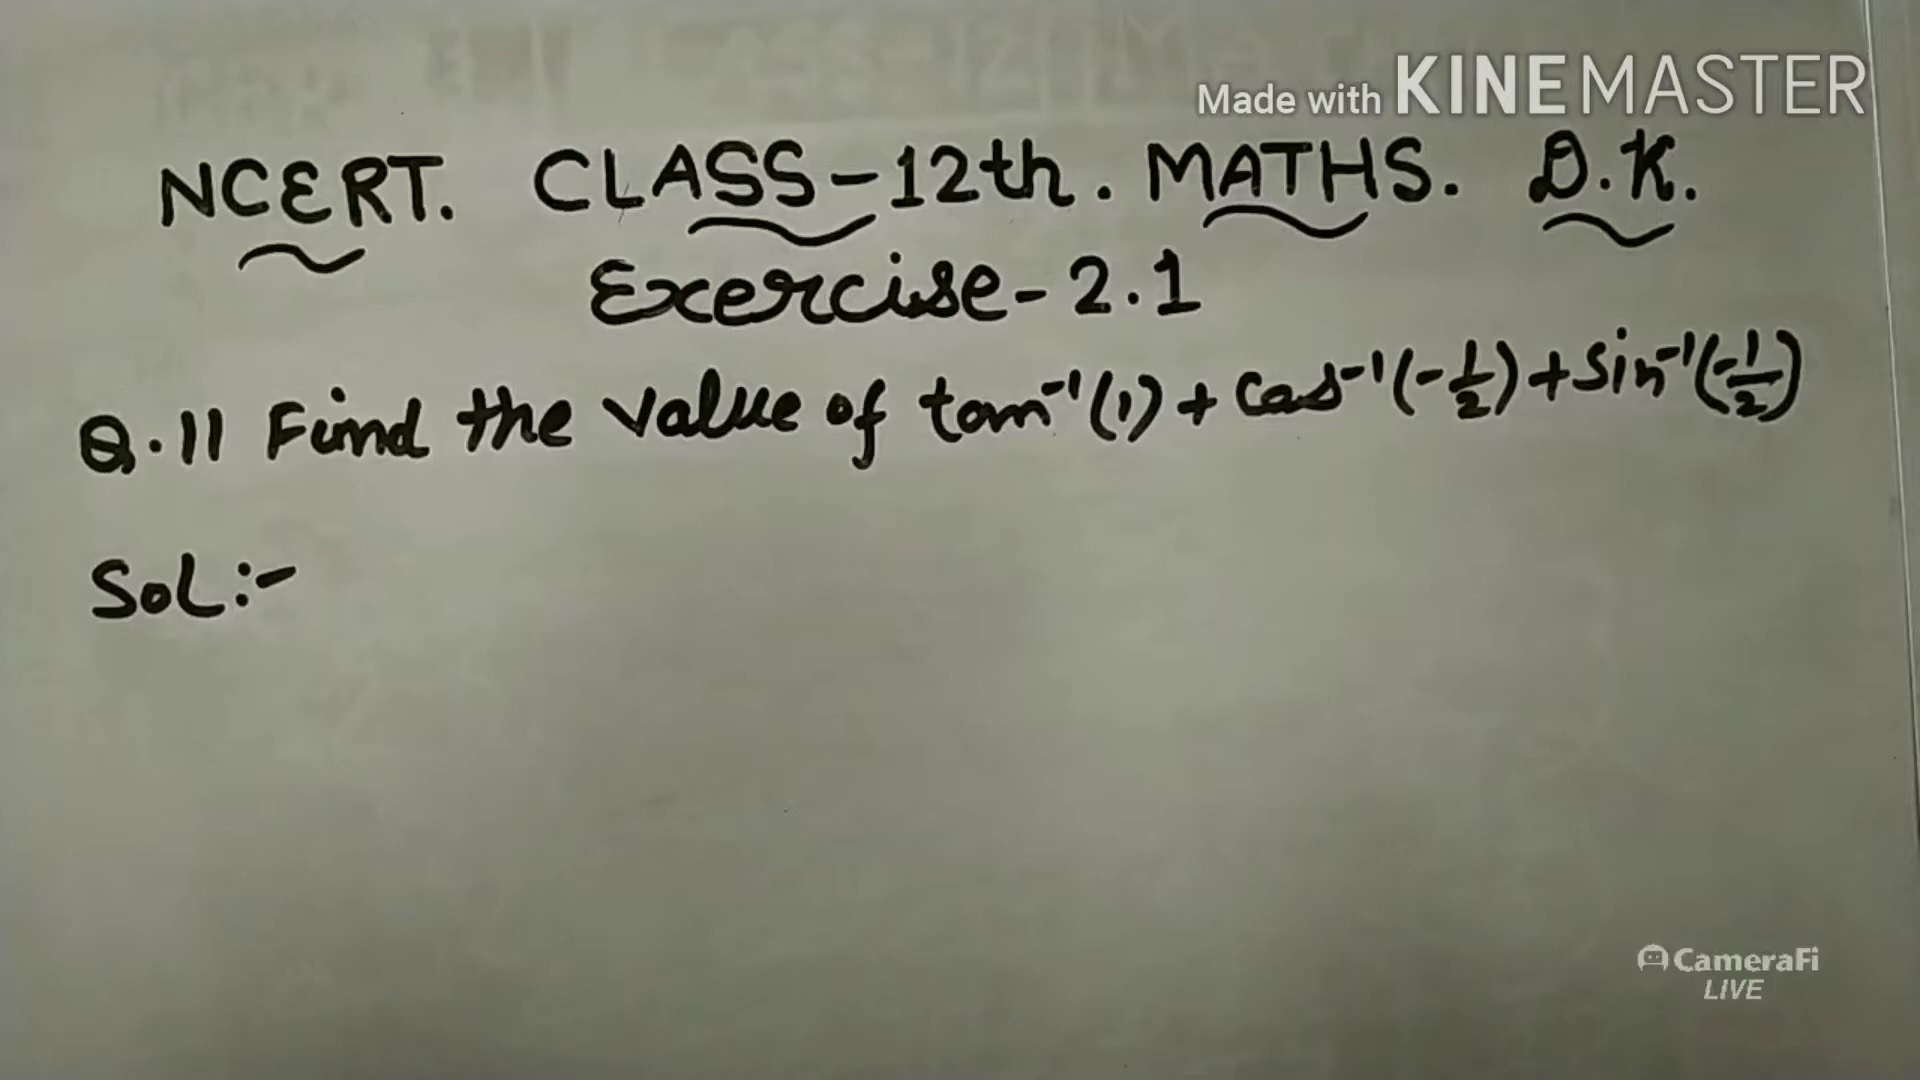 Made with KINEMASTER
NCERT. CLASS-12th. MATHS. D.K.
Exercise-2.1
Q.11 Find the value of tan⁻¹(1) + cos⁻¹(-1/2) + sin⁻¹(-1/2)
SoL:-
CameraFi
LIVE